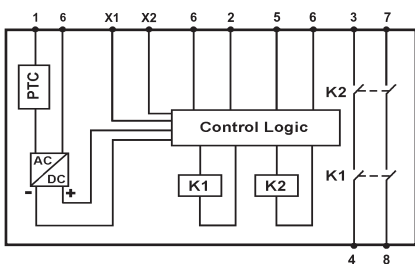 1 6 X1 X2 6 2 5 6 3 7
PTC
K2
Control Logic
AC
DC
- +
K1 K2 K1
4 8